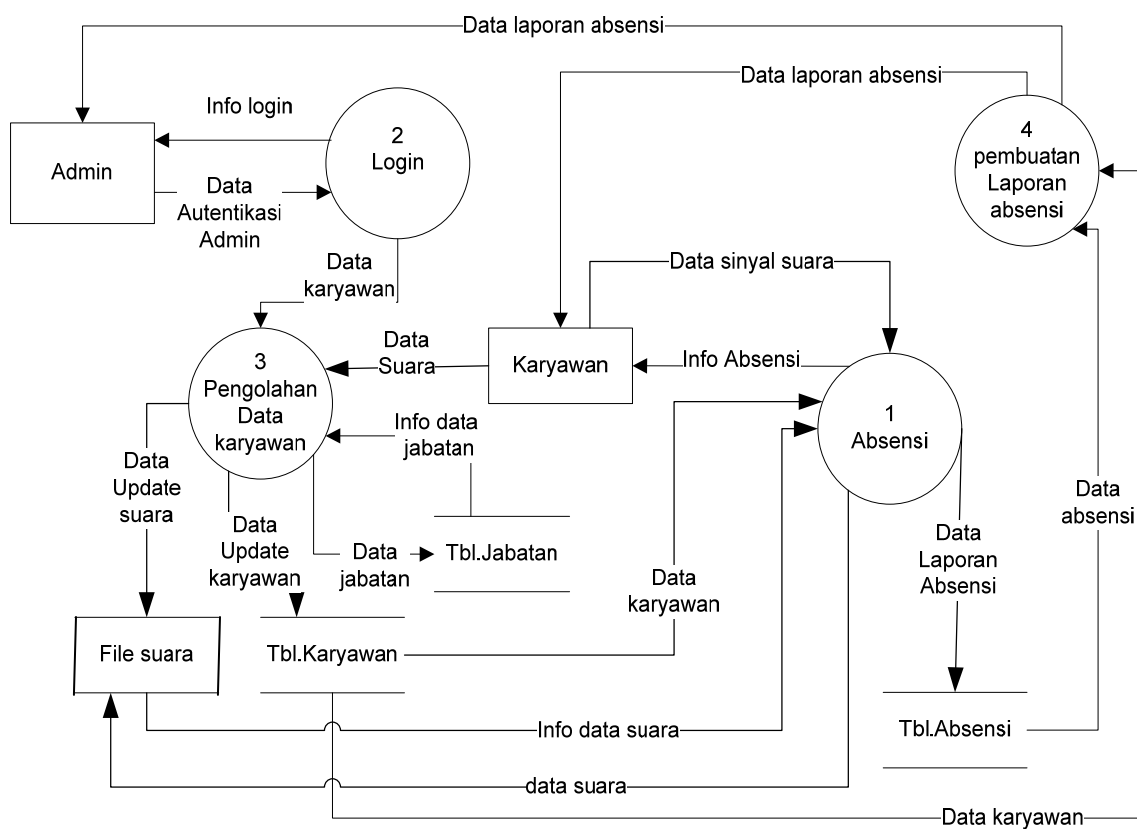 Data laporan absensi
Data laporan absensi
Info login
2
Login
4
pembuatan
Laporan
absensi
Admin
Data
Autentikasi
Admin
Data
karyawan
Data sinyal suara
3
Pengolahan
Data
karyawan
Data
Suara
Karyawan
Info Absensi
1
Absensi
Info data
jabatan
Data
Update
suara
Data
Update
karyawan
Data
jabatan
Tbl.Jabatan
Data
karyawan
Data
Laporan
Absensi
Data
absensi
File suara
Tbl.Karyawan
Info data suara
Tbl.Absensi
data suara
Data karyawan